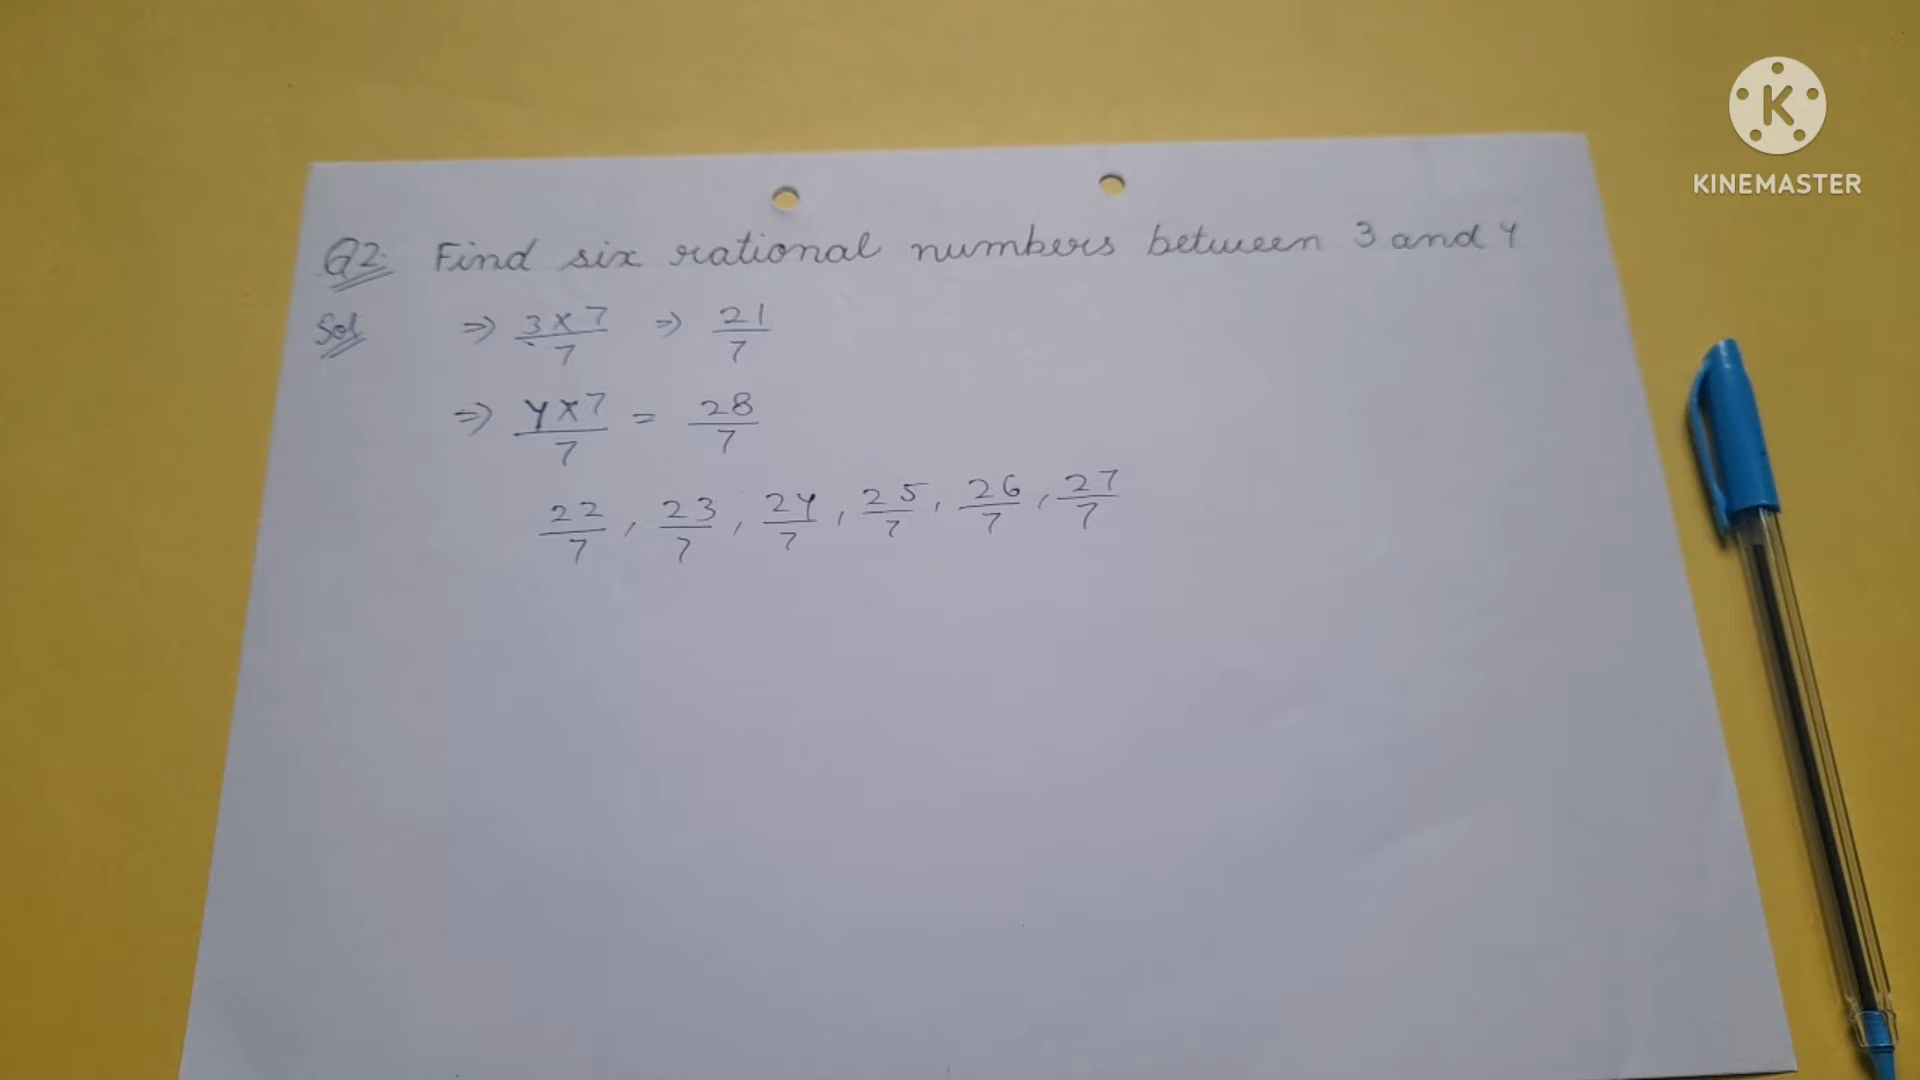 KINEMASTER
Q2. Find six rational numbers between 3 and 4
Sol ⇒ 3×7/7 ⇒ 21/7
⇒ 4×7/7 = 28/7
22/7, 23/7, 24/7, 25/7, 26/7, 27/7